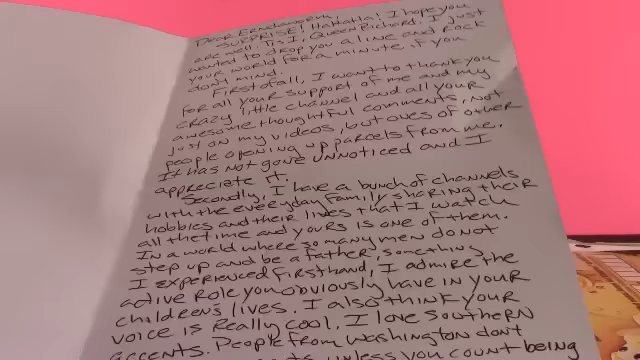 Dear
SURPRISE! HaHaHa! I hope you
are well. Tis I, Queen Richard. I just
wanted to drop you a line and rock
your world for a minute if you
don't mind.
First of all, I want to thank you
for all your support of me and my
crazy little channel and all your
awesome thoughtful comments, not
just on my videos, but ones of other
people opening up parcels from me.
It has not gone unnoticed and I
appreciate it.
Secondly, I have a bunch of channels
with the everyday family sharing their
hobbies and their lives that I watch
all the time and yours is one of them.
In a world where so many men do not
step up and be a father, something
I experienced firsthand, I admire the
active role you obviously have in your
children's lives. I also think your
voice is really cool. I love southern
accents. People from Washington don't
unless you count being